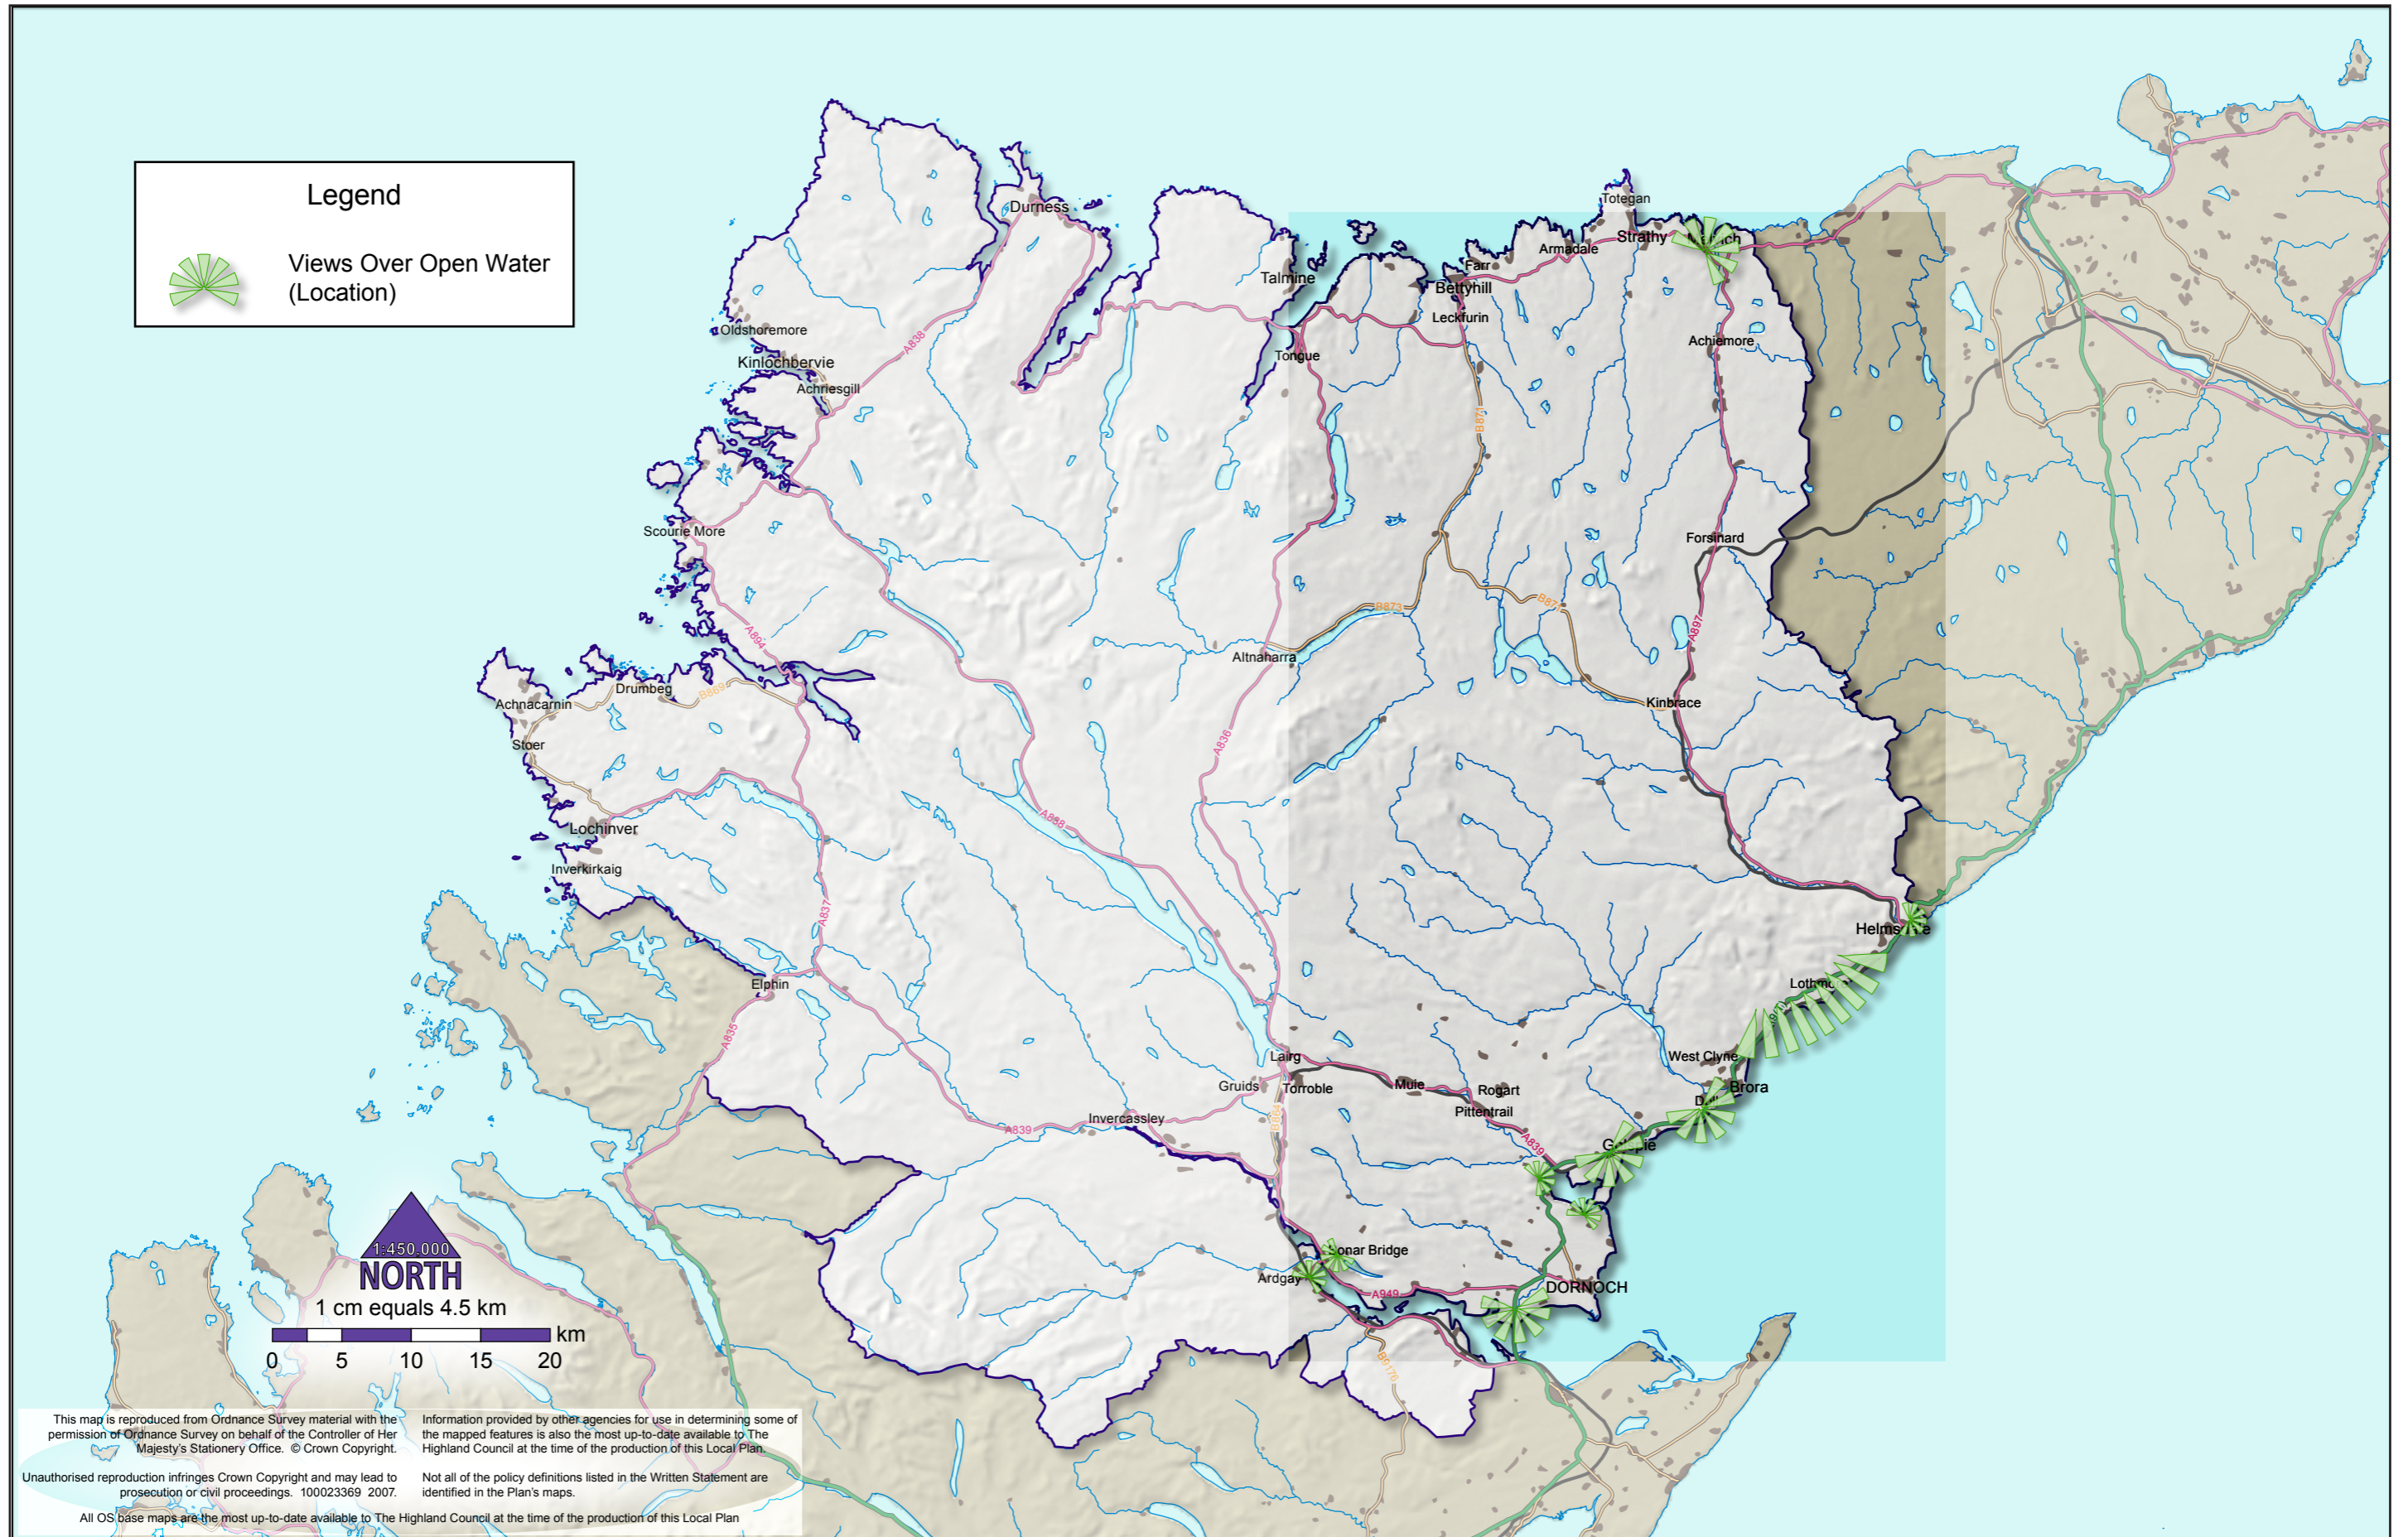 Legend
Views Over Open Water
(Location)
Durness
Totegan
Strathy
Armadale
Farr
Bettyhill
Leckfurin
Talmine
Tongue
Achiemore
Oldshoremore
Kinlochbervie
Achriesgill
A838
B871
Scourie More
Forsinard
A894
B873
B871
A897
Altnaharra
Achnacarnin
Drumbeg
B869
Kinbrace
Stoer
A836
Lochinver
A838
Inverkirkaig
A837
Elphin
A835
Lairg
West Clyne
Gruids
Torroble
Muie
Rogart
Brora
Pittentrail
Invercassley
A839
A839
Ardgay
DORNOCH
A949
B9176
1:450,000
NORTH
1 cm equals 4.5 km
km
0 5 10 15 20
This map is reproduced from Ordnance Survey material with the
permission of Ordnance Survey on behalf of the Controller of Her
Majesty's Stationery Office. © Crown Copyright.
Unauthorised reproduction infringes Crown Copyright and may lead to
prosecution or civil proceedings. 100023369 2007.
Information provided by other agencies for use in determining some of
the mapped features is also the most up-to-date available to The
Highland Council at the time of the production of this Local Plan.
Not all of the policy definitions listed in the Written Statement are
identified in the Plan's maps.
All OS base maps are the most up-to-date available to The Highland Council at the time of the production of this Local Plan